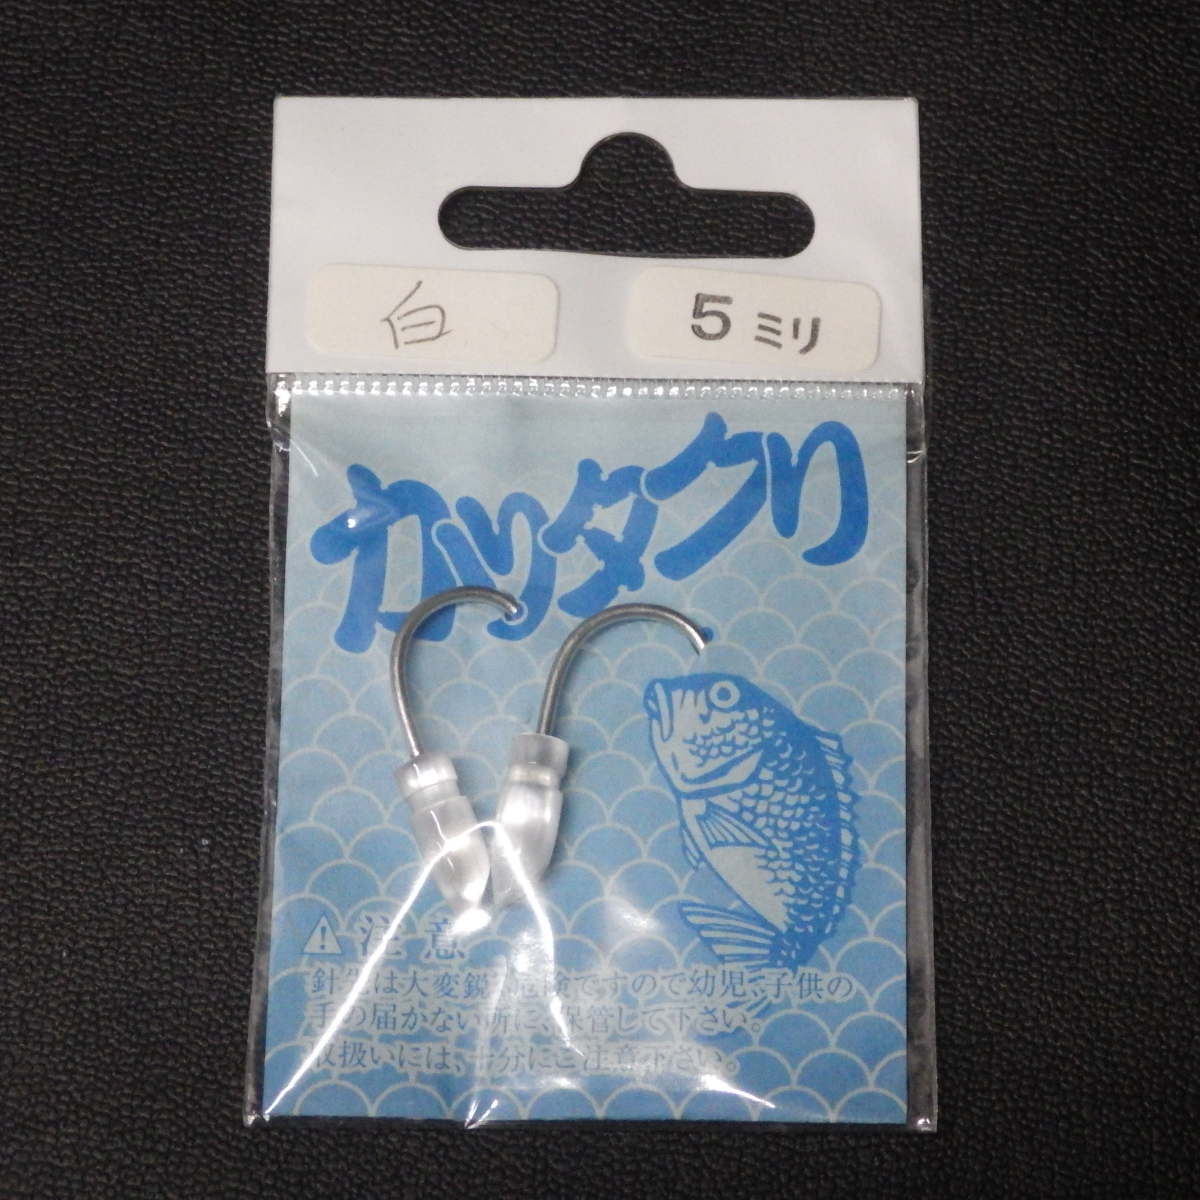 白
5ミリ
カリタクリ
注意
針先は大変鋭く危険ですので幼児、子供の
手の届かない所に、保管して下さい。
取扱いには、十分にご注意下さい。